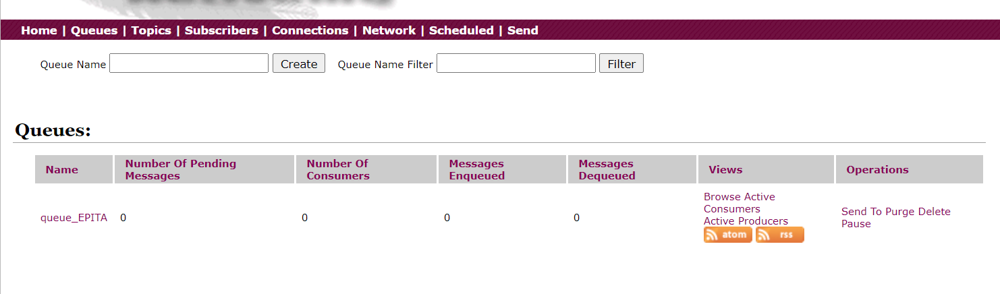 Home | Queues | Topics | Subscribers | Connections | Network | Scheduled | Send
Queue Name Create Queue Name Filter Filter
Queues:
Name Number Of Pending Messages Number Of Consumers Messages Enqueued Messages Dequeued Views Operations
queue_EPITA 0 0 0 0
Browse Active
Consumers
Active Producers
atom rss
Send To Purge Delete
Pause